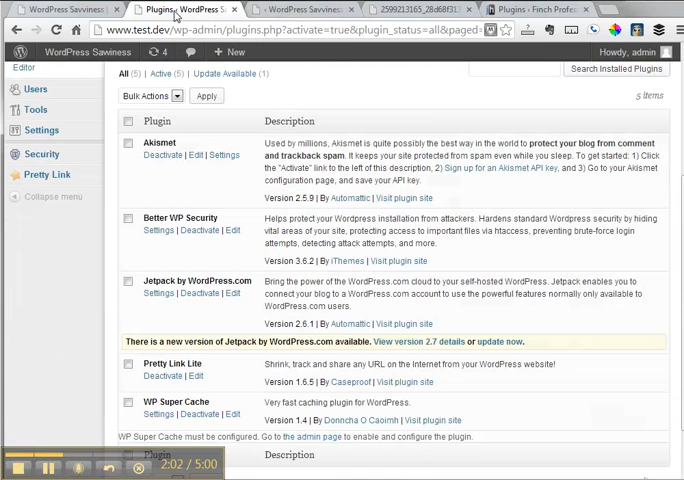 WordPress Savviness
Plugins ‹ WordPress S
‹ WordPress Savviness
2599213165_28d68f313
Plugins ‹ Finch Profes
www.test.dev/wp-admin/plugins.php?activate=true&plugin_status=all&paged=
WordPress Savviness
4
New
Howdy, admin
Editor
Users
Tools
Settings
Security
Pretty Link
Collapse menu
All (5) | Active (5) | Update Available (1)
Search Installed Plugins
Bulk Actions
Apply
5 items
Plugin
Description
Akismet
Deactivate | Edit | Settings
Used by millions, Akismet is quite possibly the best way in the world to protect your blog from comment
and trackback spam. It keeps your site protected from spam even while you sleep. To get started: 1) Click
the "Activate" link to the left of this description, 2) Sign up for an Akismet API key, and 3) Go to your Akismet
configuration page, and save your API key.
Version 2.5.9 | By Automattic | Visit plugin site
Better WP Security
Settings | Deactivate | Edit
Helps protect your Wordpress installation from attackers. Hardens standard Wordpress security by hiding
vital areas of your site, protecting access to important files via htaccess, preventing brute-force login
attempts, detecting attack attempts and more.
Version 3.6.2 | By iThemes | Visit plugin site
Jetpack by WordPress.com
Settings | Deactivate | Edit
Bring the power of the WordPress.com cloud to your self-hosted WordPress. Jetpack enables you to
connect your blog to a WordPress.com account to use the powerful features normally only available to
WordPress.com users.
Version 2.6.1 | By Automattic | Visit plugin site
There is a new version of Jetpack by WordPress.com available. View version 2.7 details or update now.
Pretty Link Lite
Deactivate | Edit
Shrink, track and share any URL on the Internet from your WordPress website!
Version 1.6.5 | By Caseproof | Visit plugin site
WP Super Cache
Settings | Deactivate | Edit
Very fast caching plugin for WordPress.
Version 1.4 | By Donncha O Caoimh | Visit plugin site
WP Super Cache must be configured. Go to the admin page to enable and configure the plugin.
Plugin
Description
2:02 / 5:00